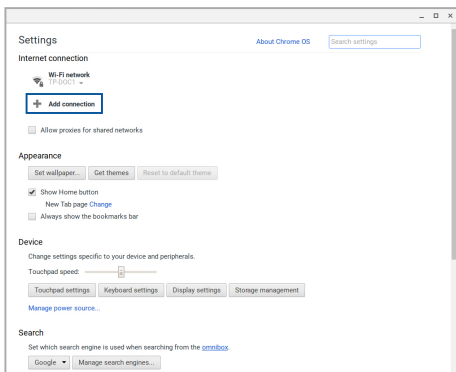 Settings
About Chrome OS
Search settings
Internet connection
Wi-Fi network
TP-DOC1
Add connection
Allow proxies for shared networks
Appearance
Set wallpaper... Get themes Reset to default theme
Show Home button
New Tab page Change
Always show the bookmarks bar
Device
Change settings specific to your device and peripherals.
Touchpad speed:
Touchpad settings Keyboard settings Display settings Storage management
Manage power source...
Search
Set which search engine is used when searching from the omnibox.
Google Manage search engines...